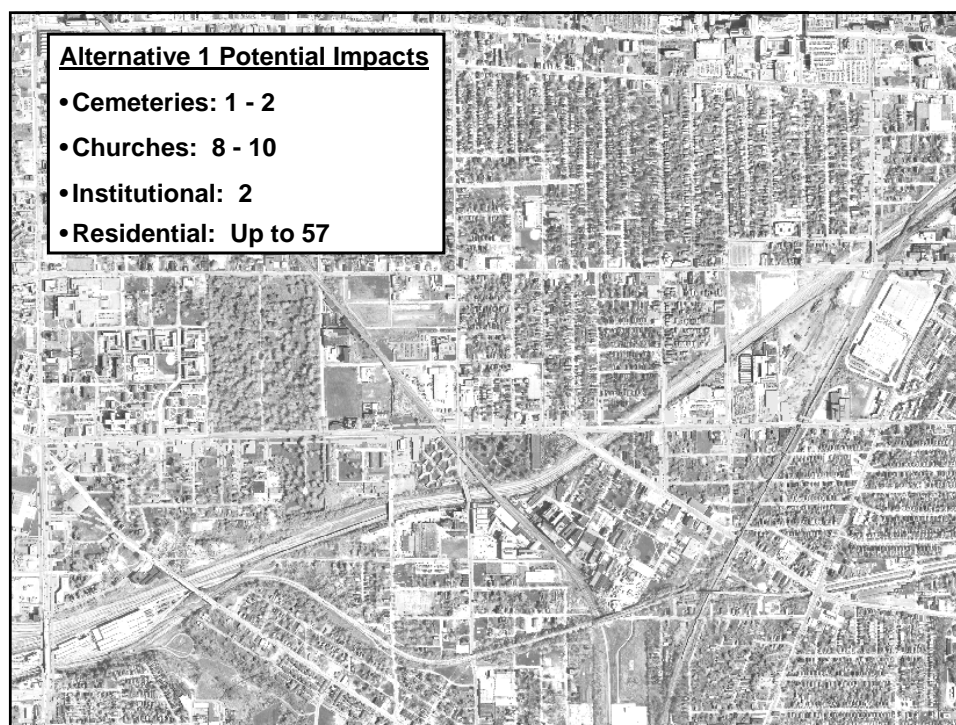 Alternative 1 Potential Impacts
•Cemeteries: 1 - 2
•Churches: 8 - 10
•Institutional: 2
•Residential: Up to 57